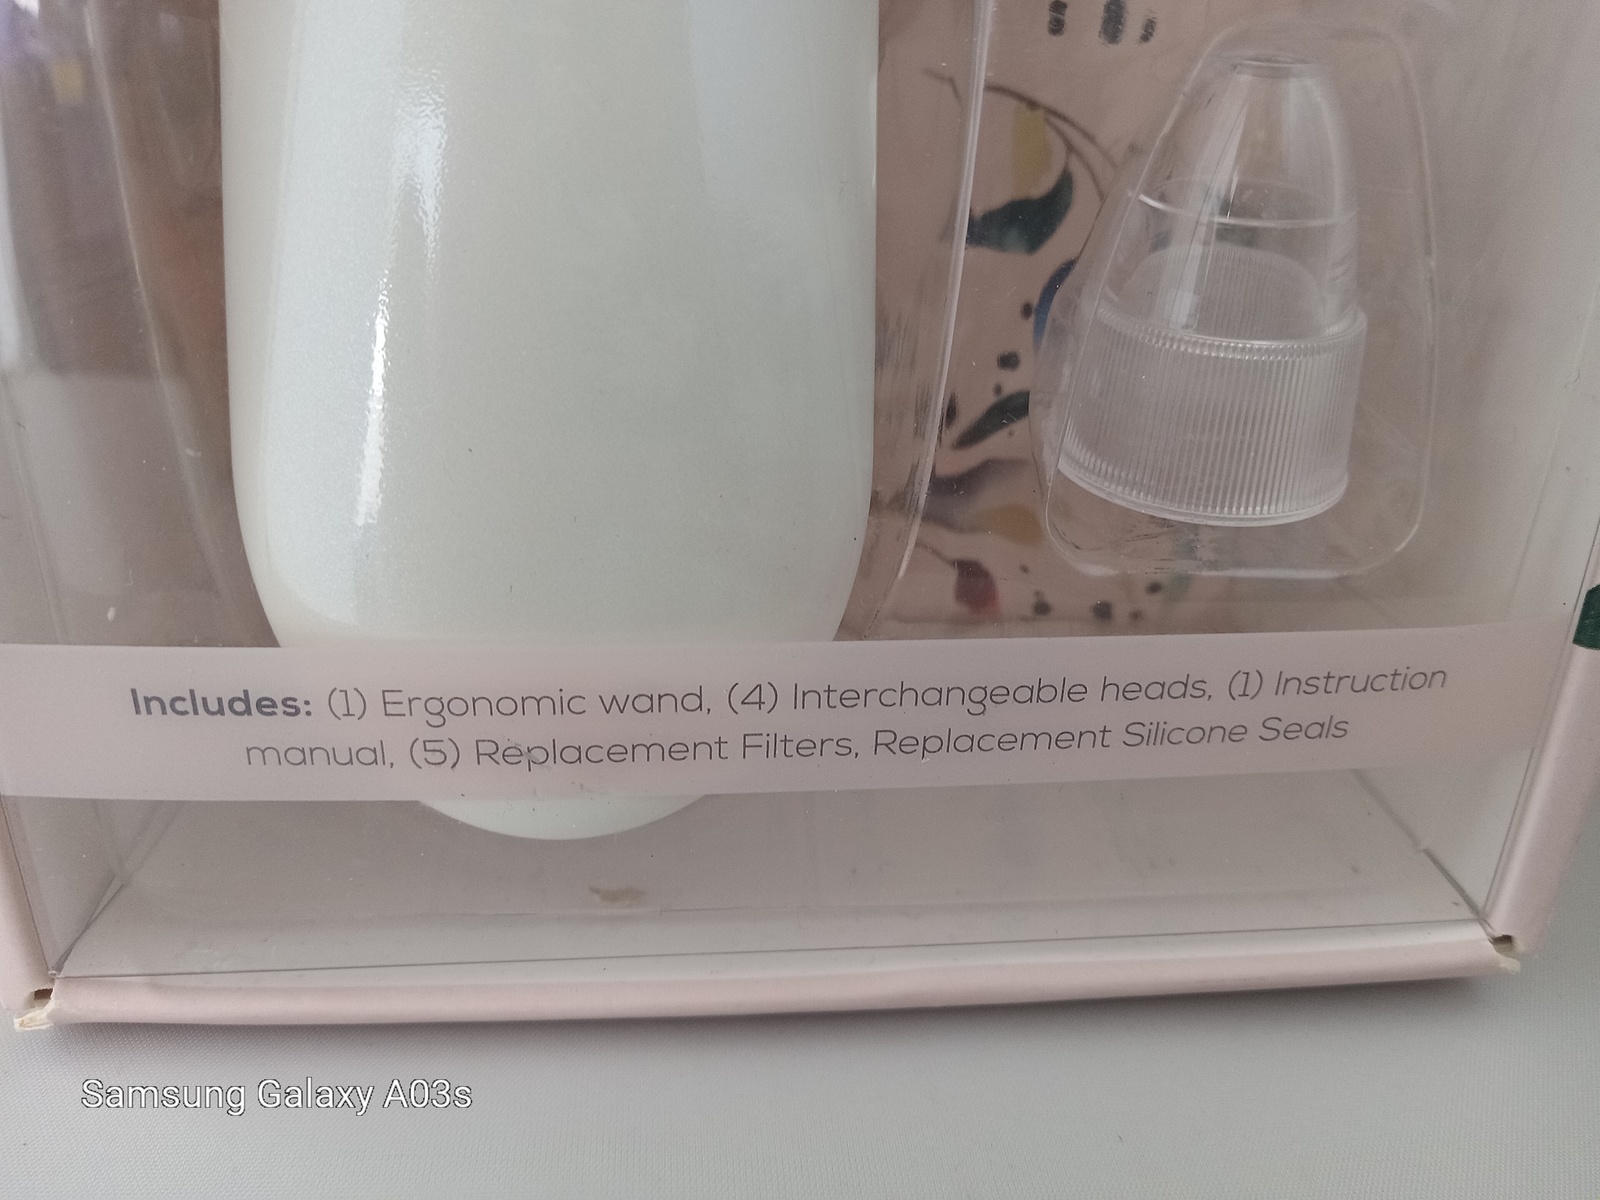 Includes: (1) Ergonomic wand, (4) Interchangeable heads, (1) Instruction
manual, (5) Replacement Filters, Replacement Silicone Seals
Samsung Galaxy A03s